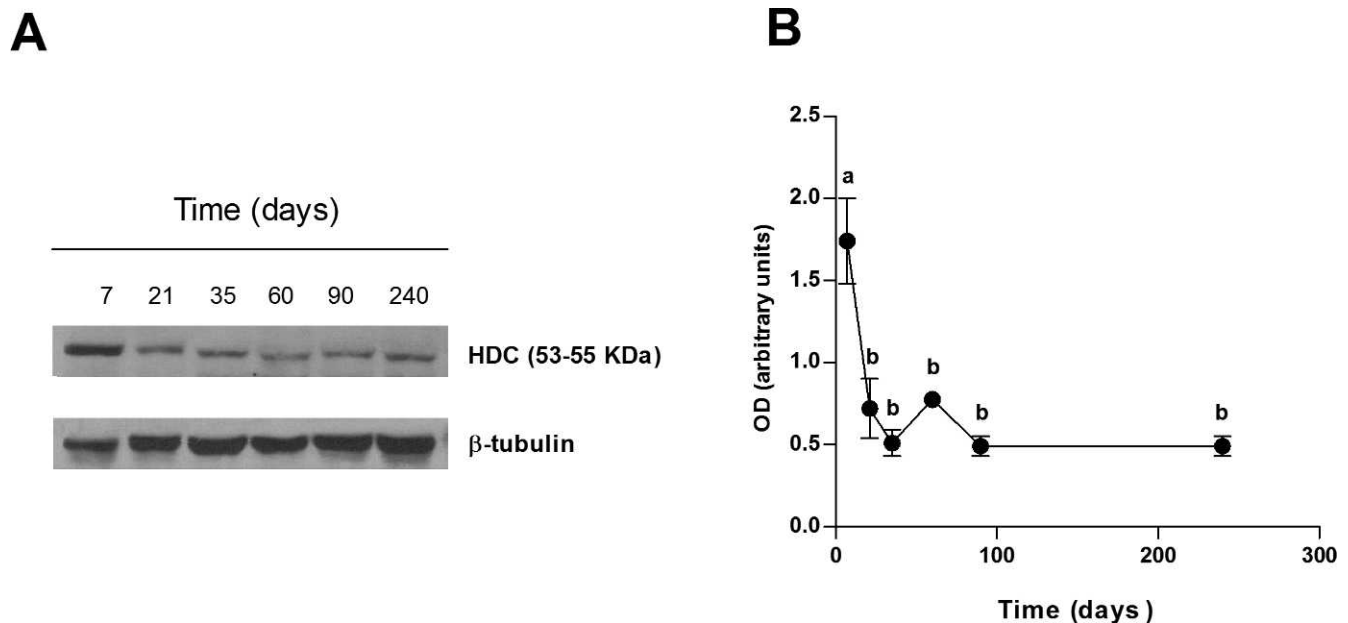 A
Time (days)
7 21 35 60 90 240
HDC (53-55 KDa)
β-tubulin
B
2.5
2.0
1.5
1.0
0.5
0.0
OD (arbitrary units)
a
b
b
b
b
b
0 100 200 300
Time (days)